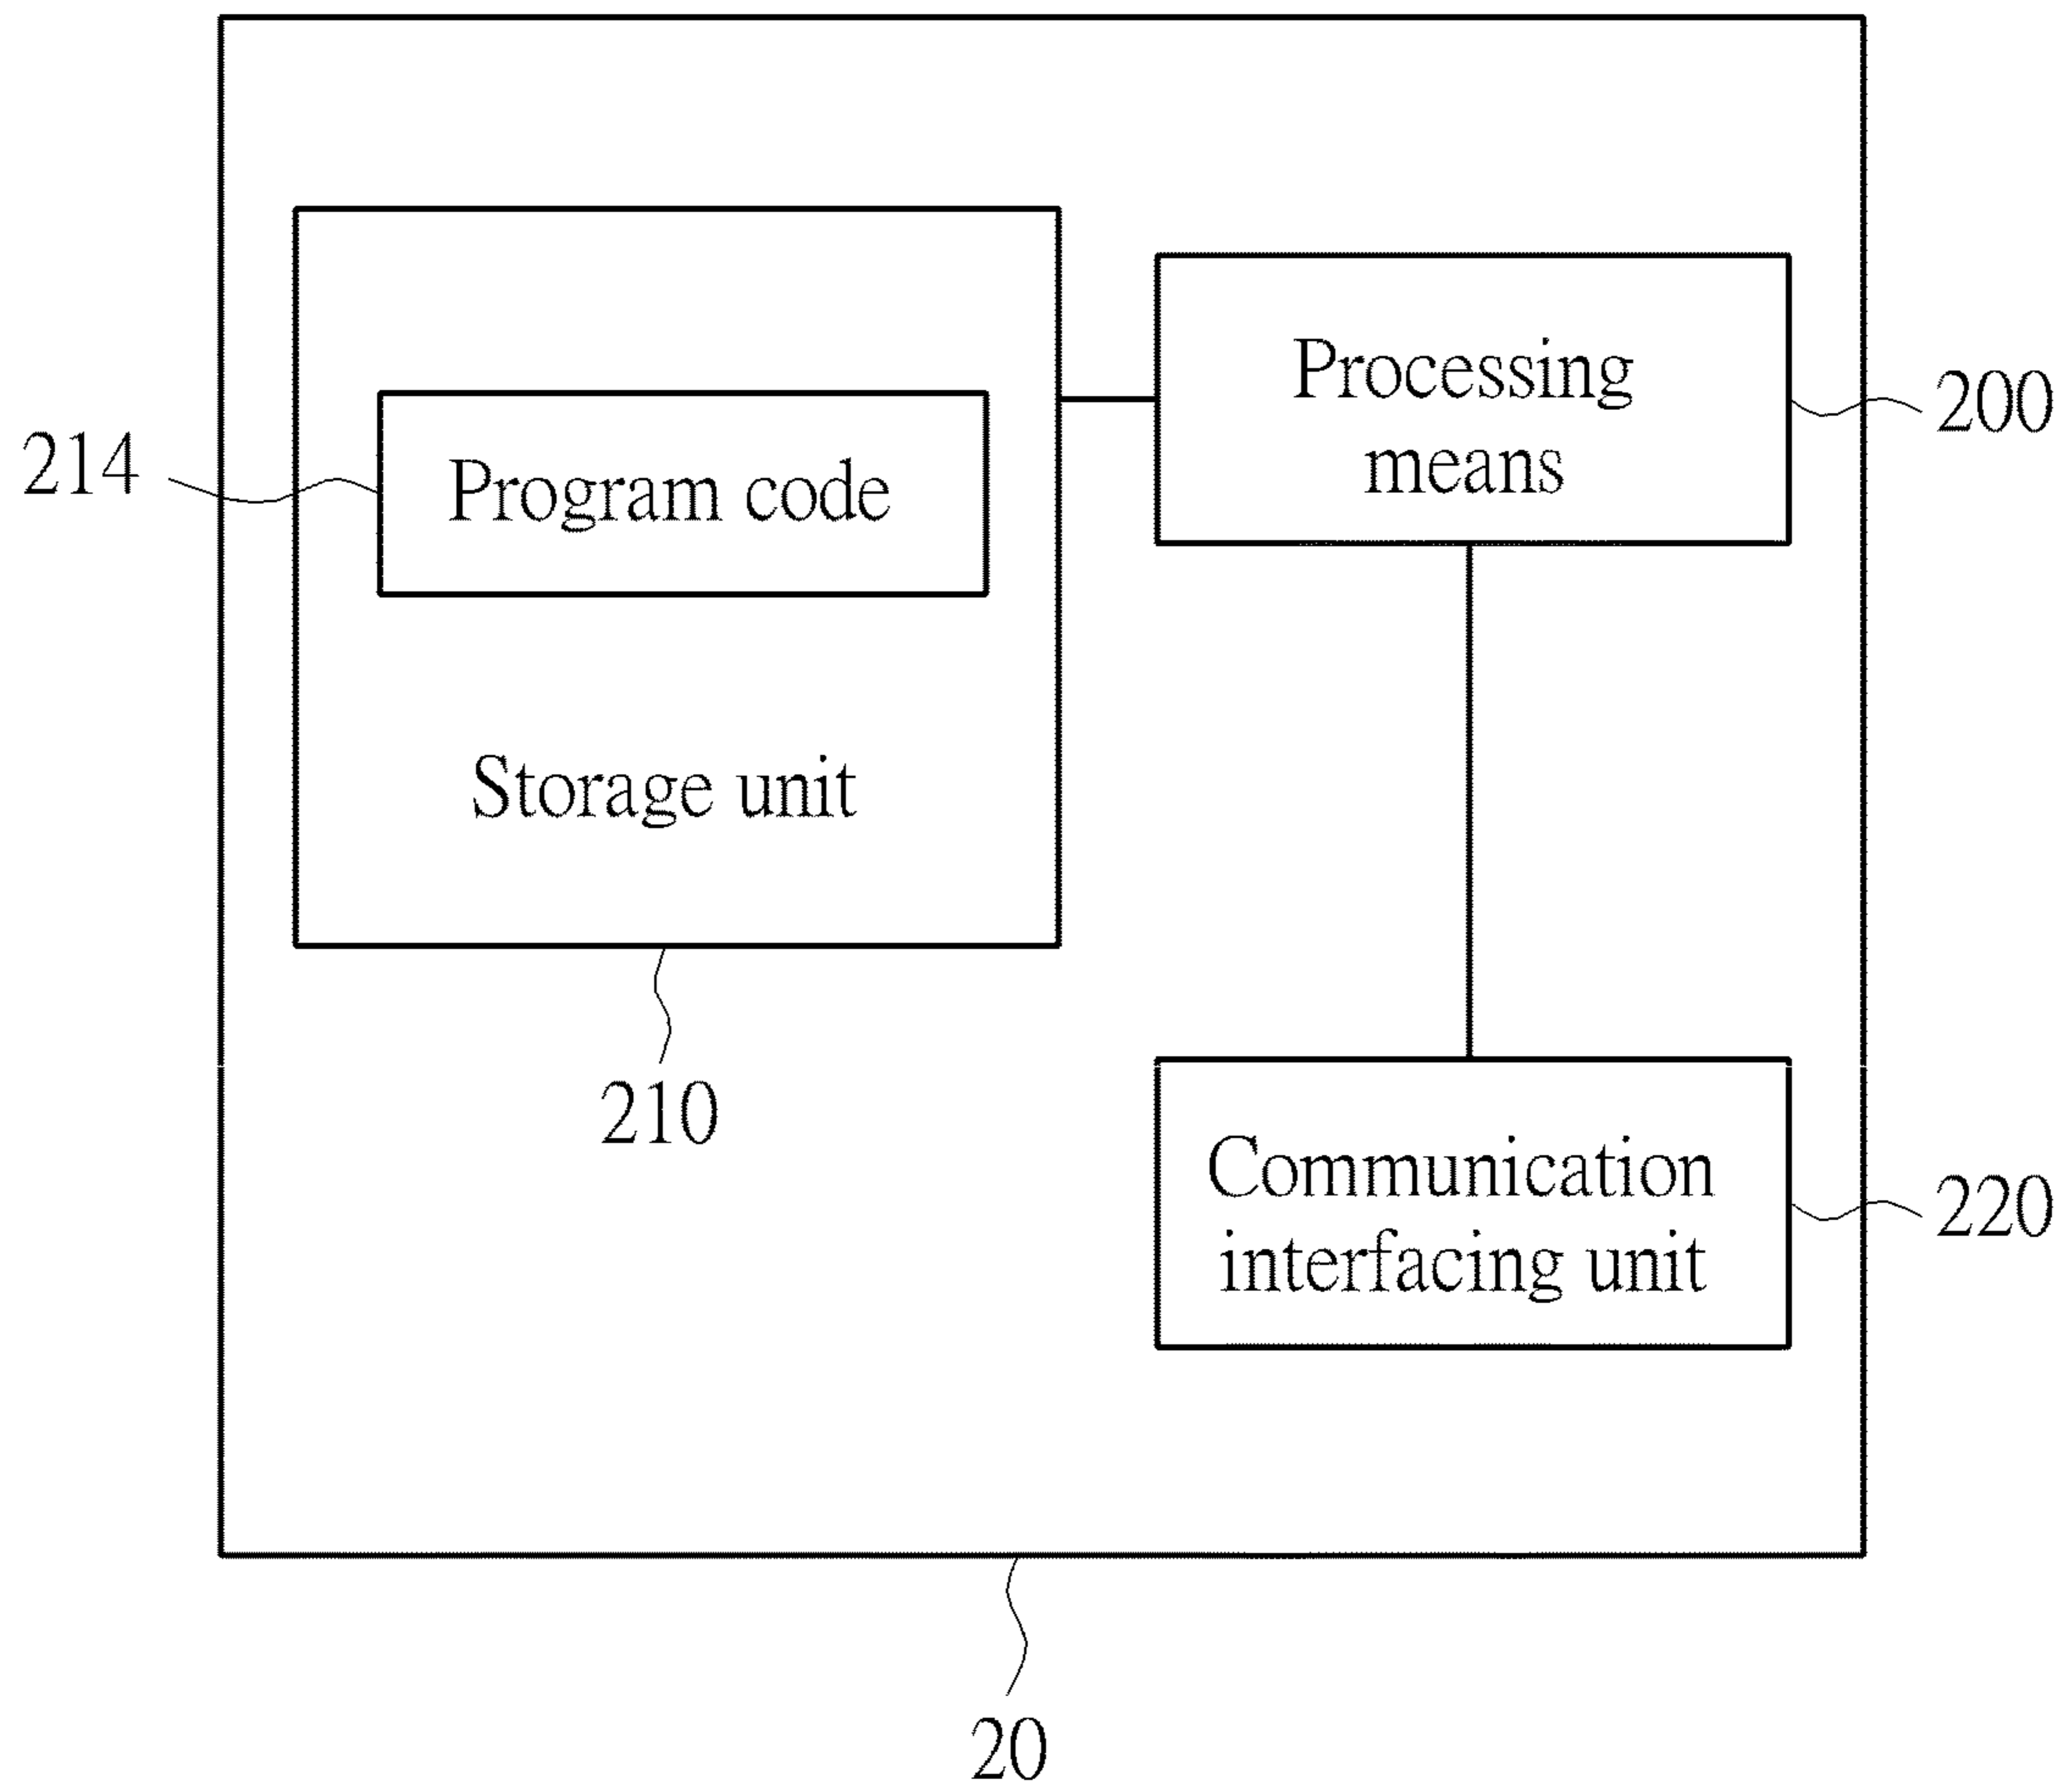 Processing
means
200
214
Program code
Storage unit
210
Communication
interfacing unit
220
20